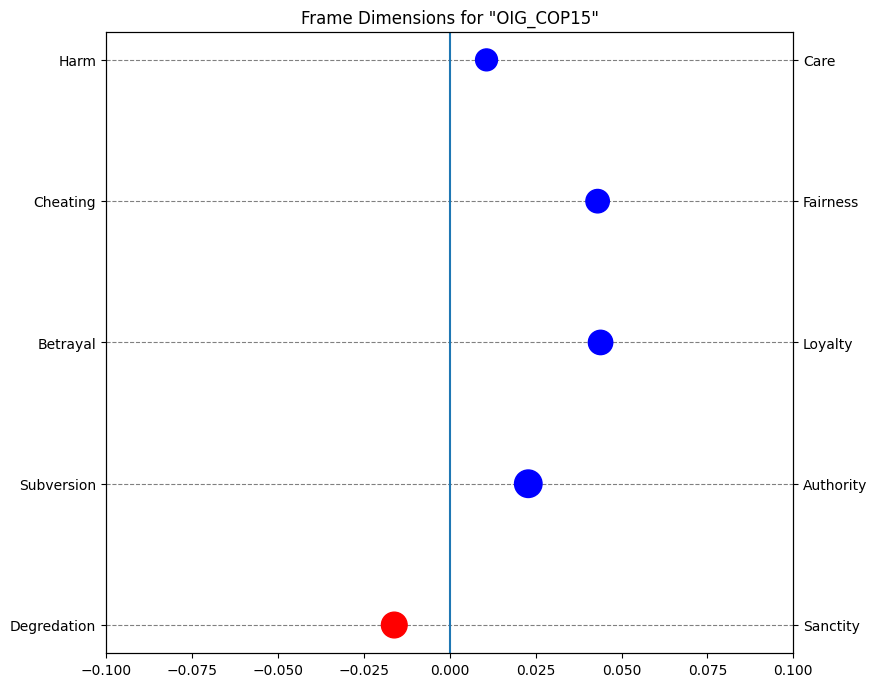 Frame Dimensions for "OIG_COP15"
Harm
Care
Cheating
Fairness
Betrayal
Loyalty
Subversion
Authority
Degredation
Sanctity
−0.100 −0.075 −0.050 −0.025 0.000 0.025 0.050 0.075 0.100